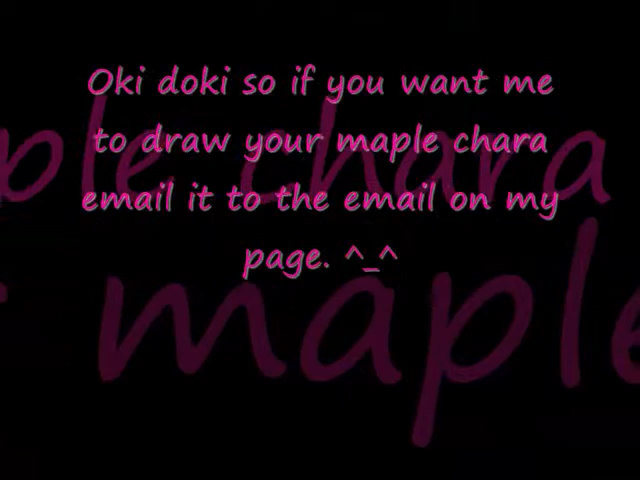 Oki doki so if you want me
to draw your maple chara
email it to the email on my
page. ^_^
ple chara
maple